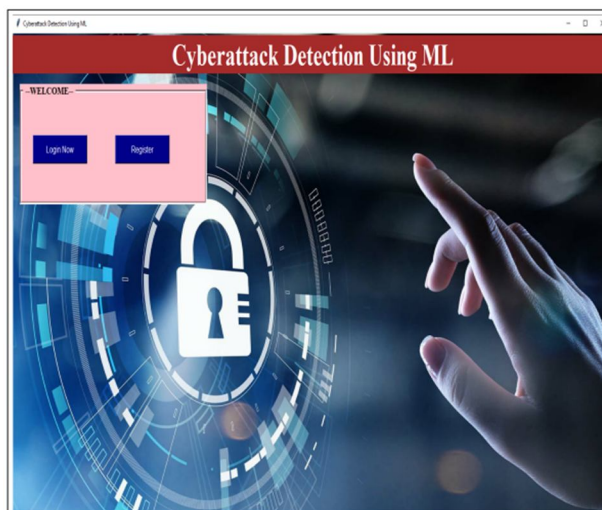 Cyberattack Detection Using ML
Cyberattack Detection Using ML
--WELCOME--
Login Now
Register